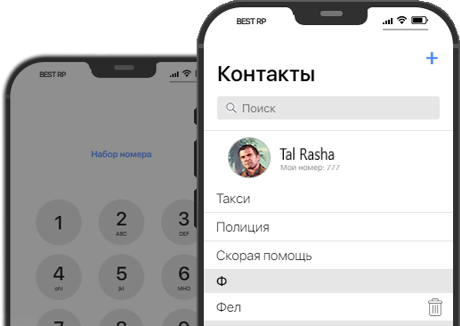 BEST RP
Набор номера
1
2
ABC
3
DEF
4
ghi
5
jkl
6
MHO
BEST RP
+
Контакты
Поиск
Tal Rasha
Мой номер: 777
Такси
Полиция
Скорая помощь
Ф
Фел